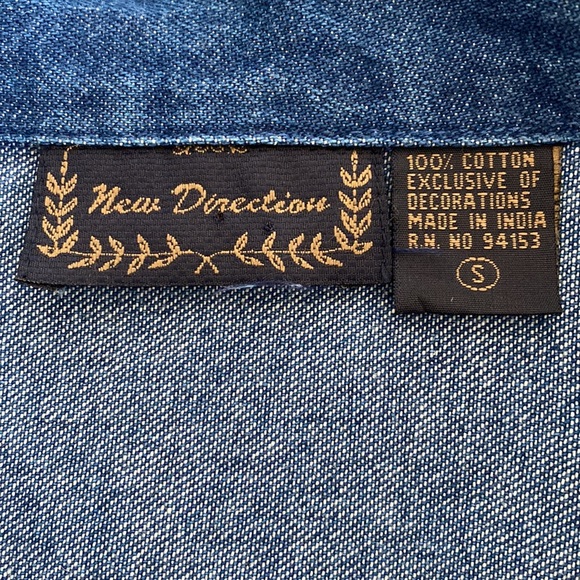 New Direction
100% COTTON
EXCLUSIVE OF
DECORATIONS
MADE IN INDIA
R.N. NO 94153
S